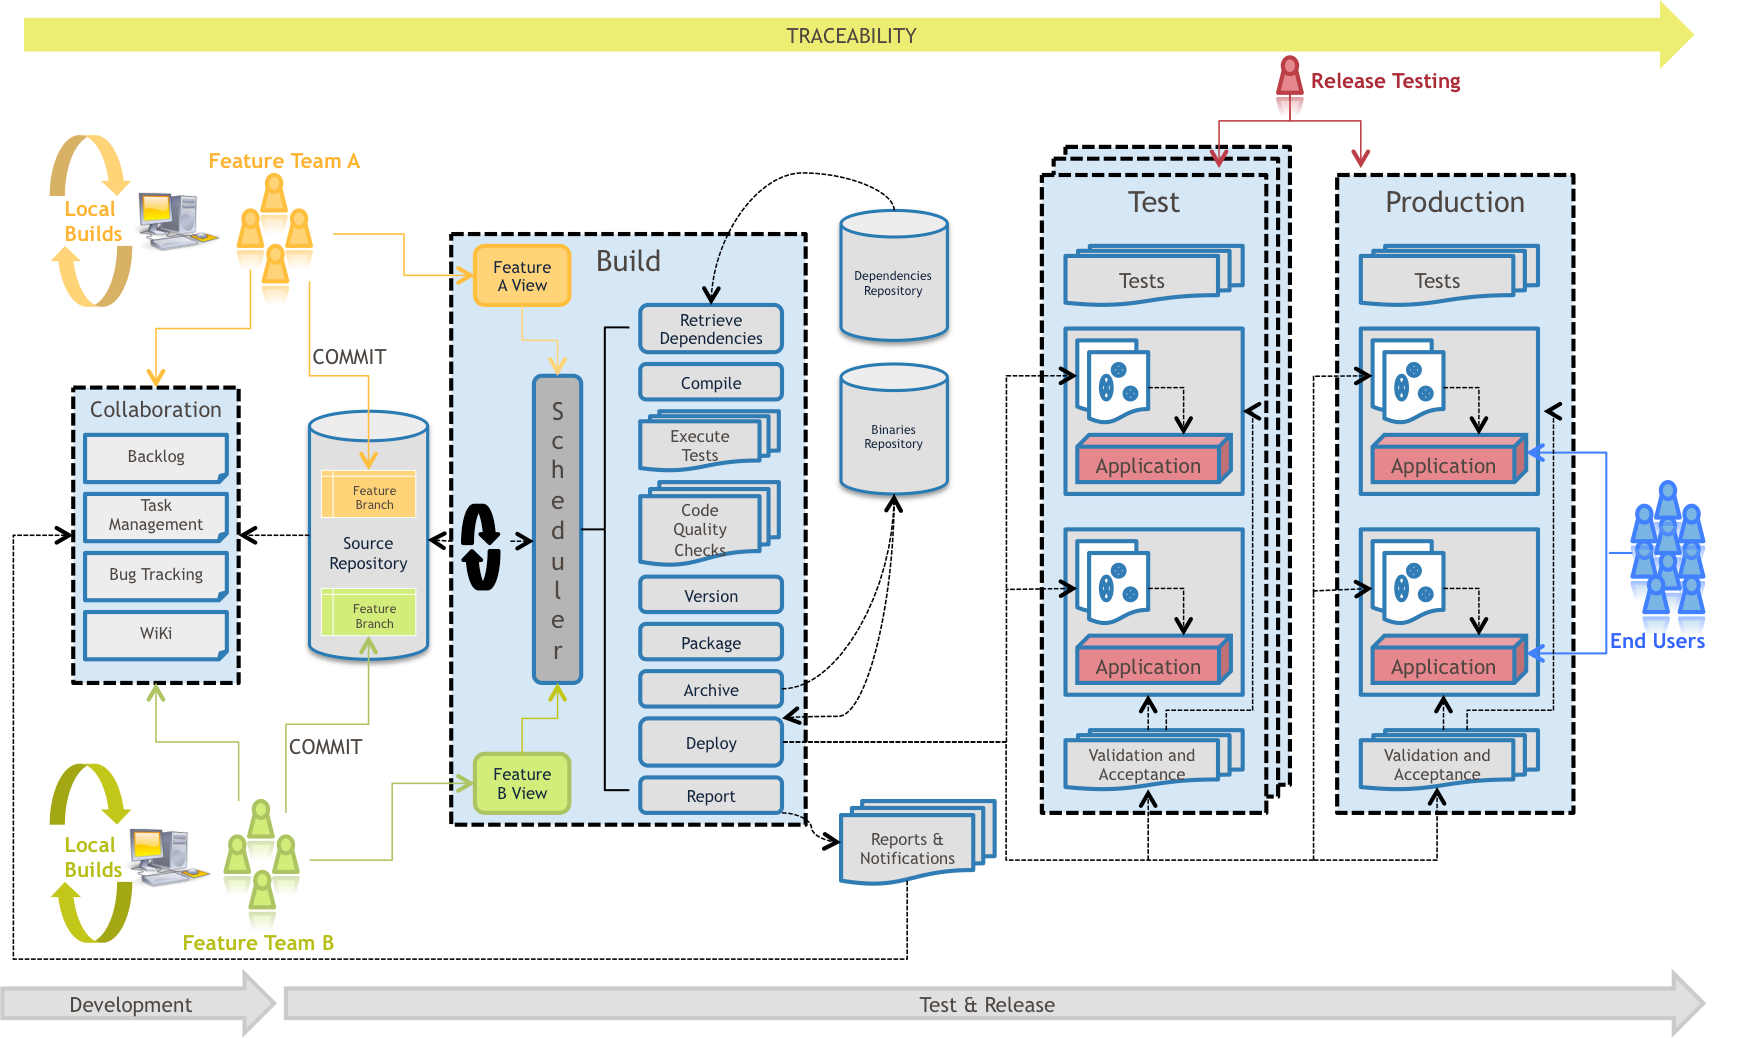 TRACEABILITY
Release Testing
Feature Team A
Local
Builds
COMMIT
Collaboration
Backlog
Task
Management
Bug Tracking
WiKi
Feature
Branch
Source
Repository
Feature
Branch
COMMIT
Local
Builds
Feature Team B
Build
Feature
A View
Scheduler
Feature
B View
Retrieve
Dependencies
Compile
Execute
Tests
Code
Quality
Checks
Version
Package
Archive
Deploy
Report
Dependencies
Repository
Binaries
Repository
Reports &
Notifications
Test
Tests
Application
Application
Validation and
Acceptance
Production
Tests
Application
Application
Validation and
Acceptance
End Users
Development
Test & Release